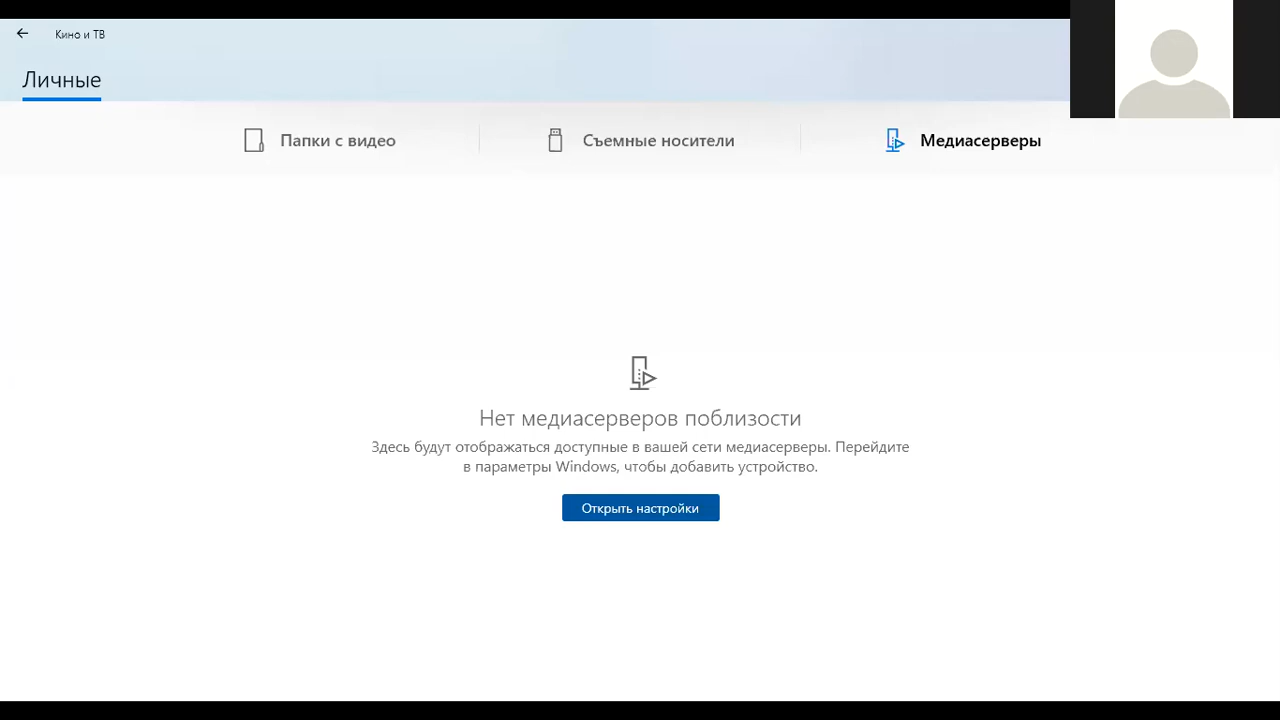 Кино и ТВ
Личные
Папки с видео
Съемные носители
Медиасерверы
Нет медиасерверов поблизости
Здесь будут отображаться доступные в вашей сети медиасерверы. Перейдите
в параметры Windows, чтобы добавить устройство.
Открыть настройки